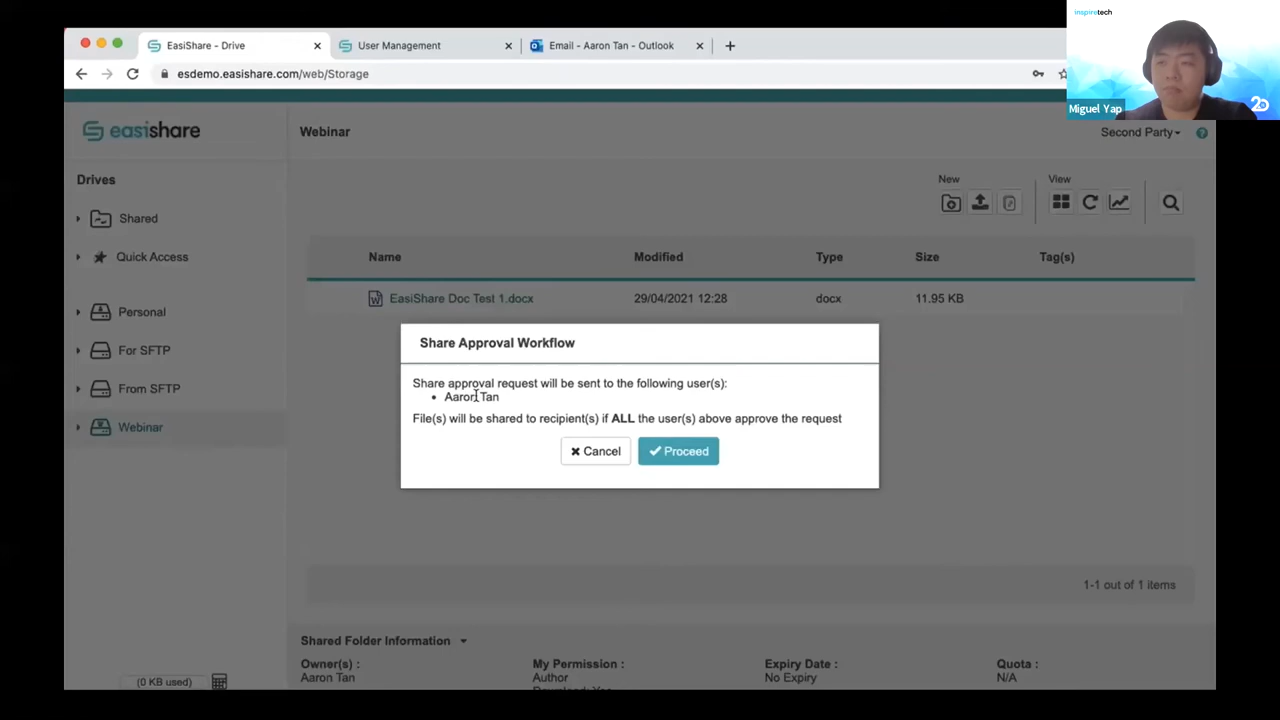 inspiretech
EasiShare - Drive
User Management
Email - Aaron Tan - Outlook
Miguel Yap
20
esdemo.easishare.com/web/Storage
easishare
Webinar
Second Party
Drives
New
View
Shared
Quick Access
Name
Modified
Type
Size
Tag(s)
EasiShare Doc Test 1.docx
29/04/2021 12:28
docx
11.95 KB
Personal
For SFTP
From SFTP
Webinar
Share Approval Workflow
Share approval request will be sent to the following user(s):
• Aaron Tan
File(s) will be shared to recipient(s) if ALL the user(s) above approve the request
Cancel
Proceed
1-1 out of 1 items
Shared Folder Information
Owner(s) :
My Permission :
Expiry Date :
Quota :
Aaron Tan
Author
No Expiry
N/A
Download: Yes
(0 KB used)